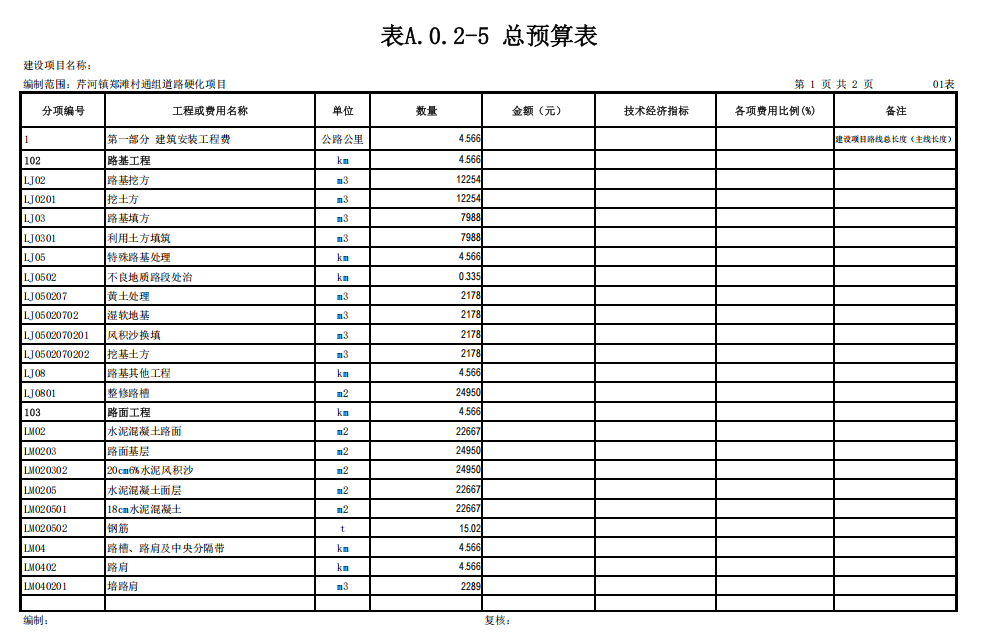 表A.0.2-5 总预算表
建设项目名称:
编制范围: 芹河镇郑滩村通组道路硬化项目 第 1 页 共 2 页 01表
分项编号 工程或费用名称 单位 数量 金额（元） 技术经济指标 各项费用比例(%) 备注
1 第一部分 建筑安装工程费 公路公里 4.566 建设项目路线总长度（主线长度）
102 路基工程 km 4.566
LJ02 路基挖方 m3 12254
LJ0201 挖土方 m3 12254
LJ03 路基填方 m3 7988
LJ0301 利用土方填筑 m3 7988
LJ05 特殊路基处理 km 4.566
LJ0502 不良地质路段处治 km 0.335
LJ050207 黄土处理 m3 2178
LJ05020702 湿软地基 m3 2178
LJ0502070201 风积沙换填 m3 2178
LJ0502070202 挖基土方 m3 2178
LJ08 路基其他工程 km 4.566
LJ0801 整修路槽 m2 24950
103 路面工程 km 4.566
LM02 水泥混凝土路面 m2 22667
LM0203 路面基层 m2 24950
LM020302 20cm6%水泥风积沙 m2 24950
LM0205 水泥混凝土面层 m2 22667
LM020501 18cm水泥混凝土 m2 22667
LM020502 钢筋 t 15.02
LM04 路槽、路肩及中央分隔带 km 4.566
LM0402 路肩 km 4.566
LM040201 培路肩 m3 2289
编制: 复核: